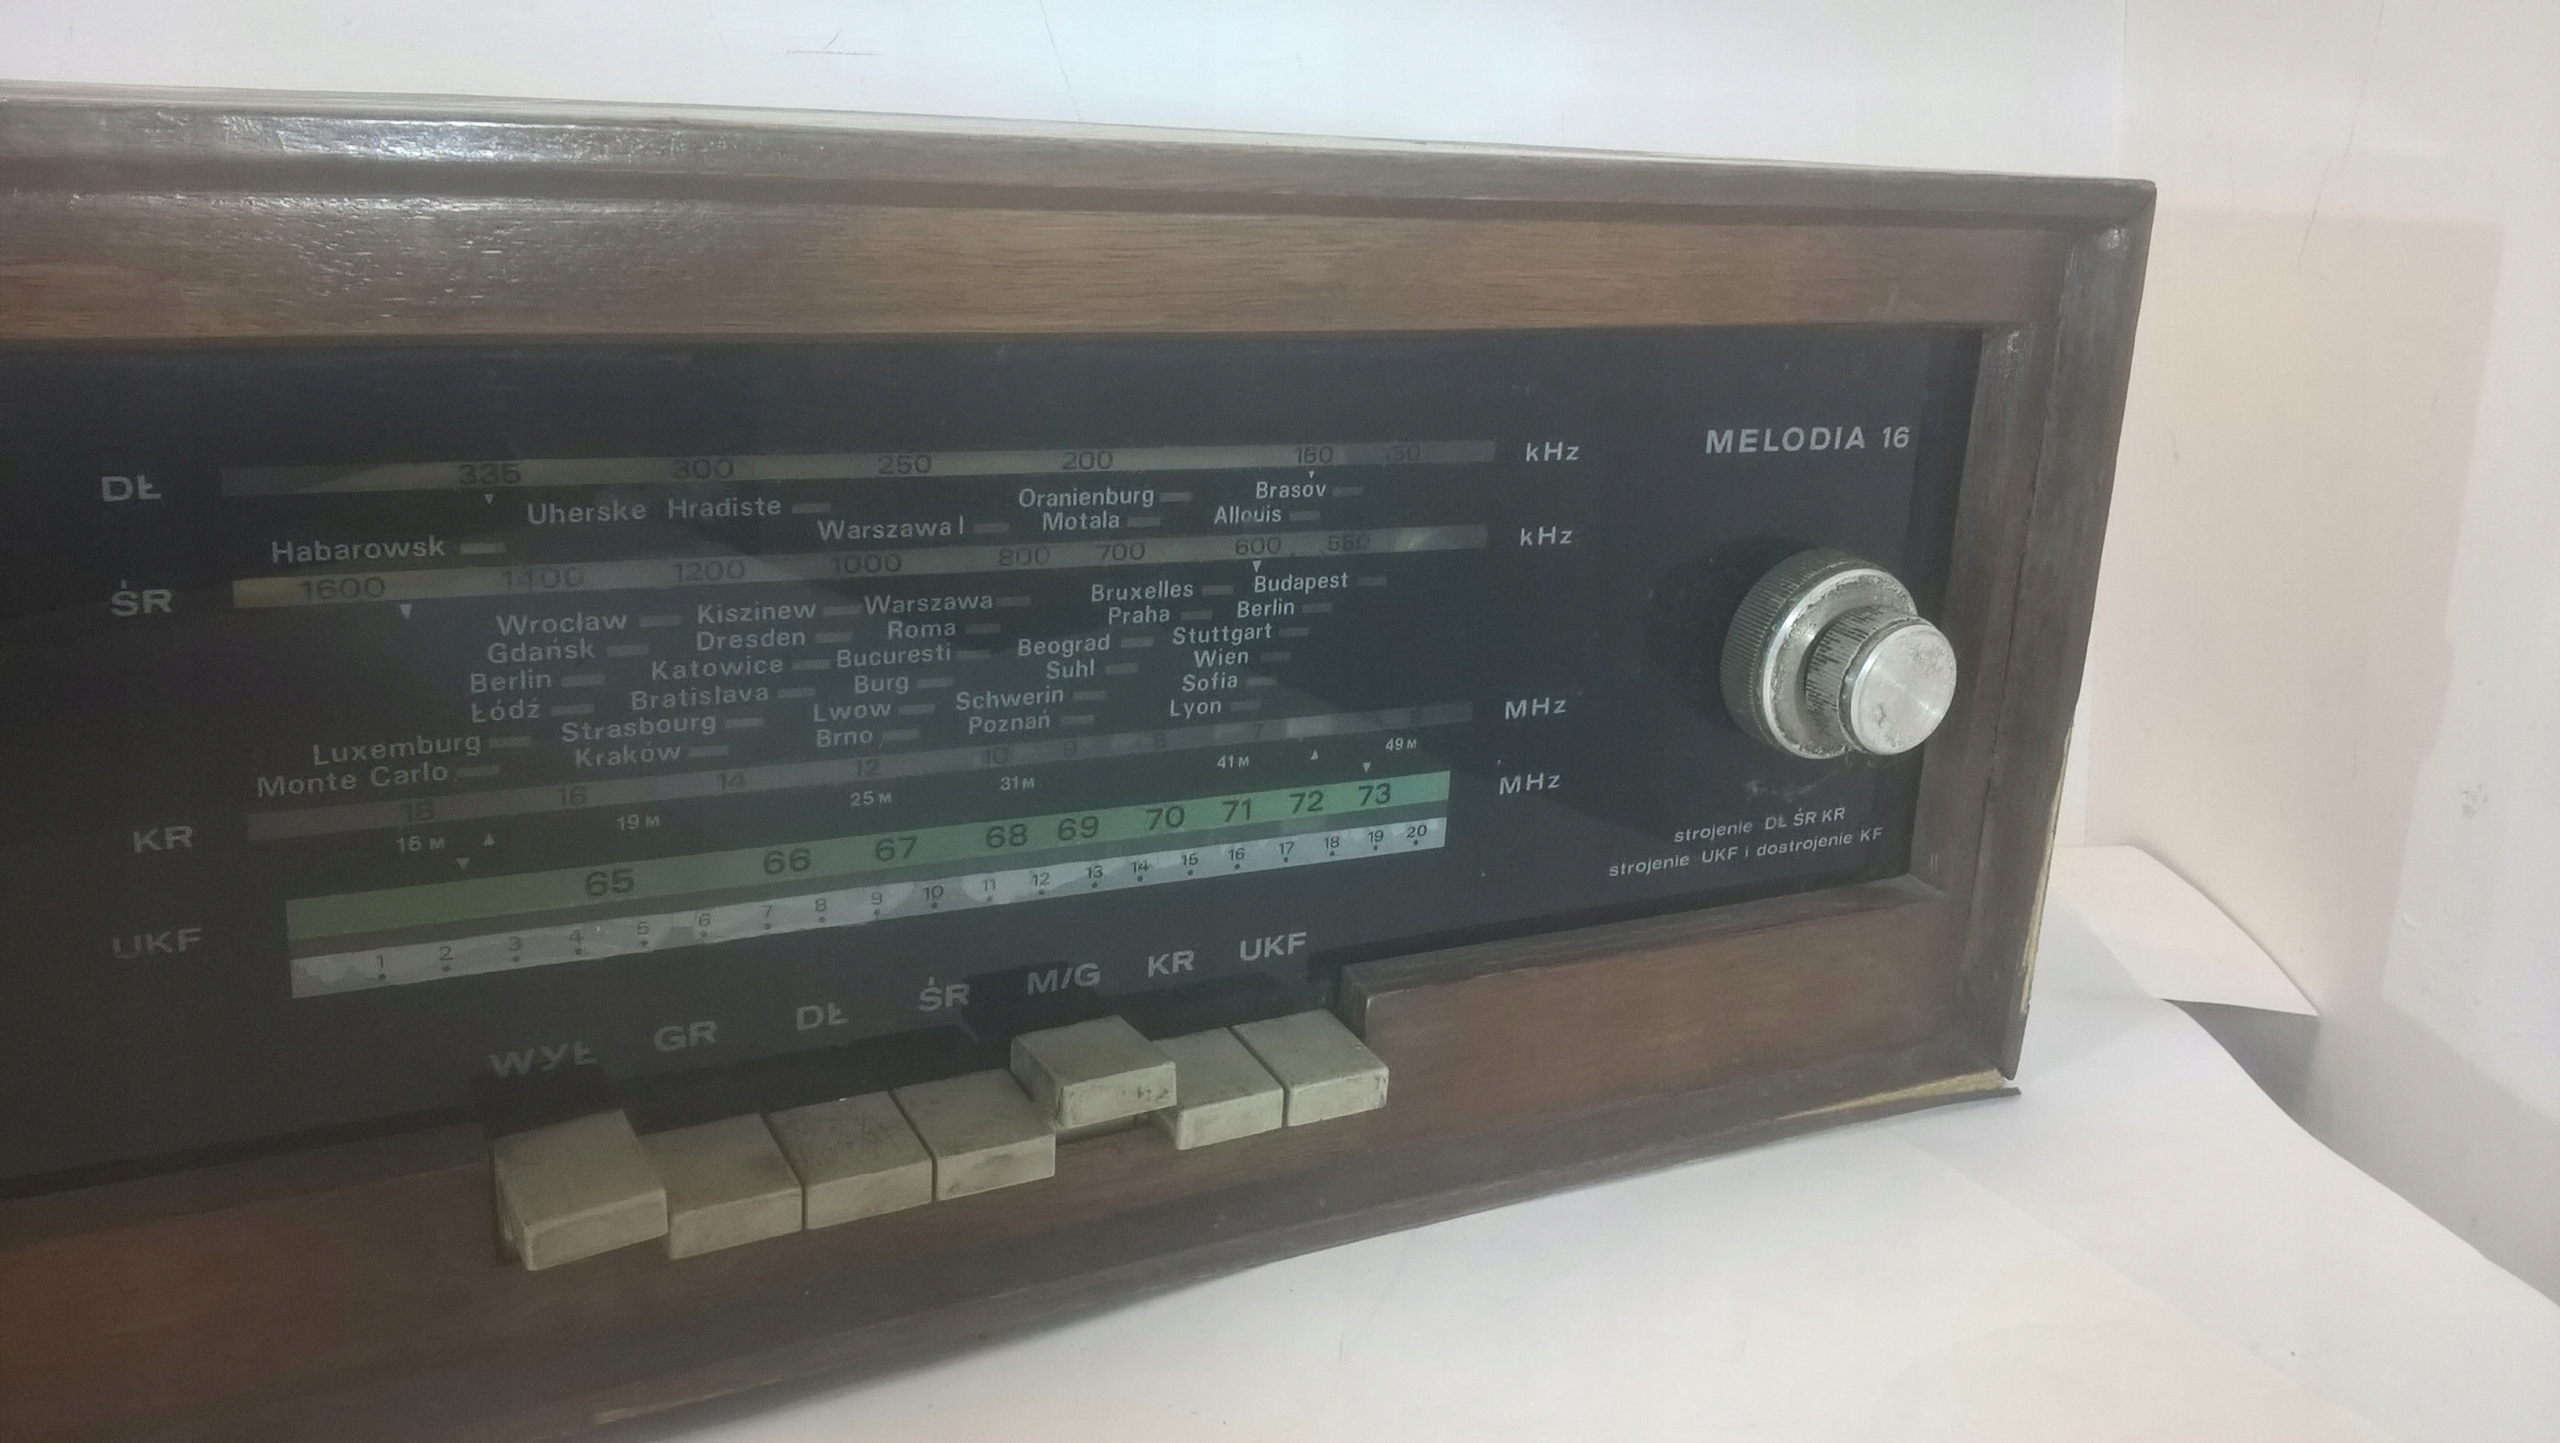 MELODIA 16
DŁ 335 300 250 200 160 150 kHz
Uherske Hradiste Oranienburg Brasov
Habarowsk Warszawa I Motala Allouis
ŚR 1600 1400 1200 1000 800 700 600 550 kHz
Wrocław Kiszinew Warszawa Bruxelles Budapest
Gdańsk Dresden Roma Praha Berlin
Berlin Katowice Bucuresti Beograd Stuttgart
Łódź Bratislava Burg Suhl Wien
Luxemburg Strasbourg Lwow Schwerin Sofia
Monte Carlo Kraków Brno Poznań Lyon
KR 18 16 14 12 10 9 8 7 MHz
16 M 19 M 25 M 31 M 41 M 49 M
UKF 65 66 67 68 69 70 71 72 73 MHz
1 2 3 4 5 6 7 8 9 10 11 12 13 14 15 16 17 18 19 20
strojenie DŁ ŚR KR
strojenie UKF i dostrojenie KF
WYŁ GR DŁ ŚR M/G KR UKF